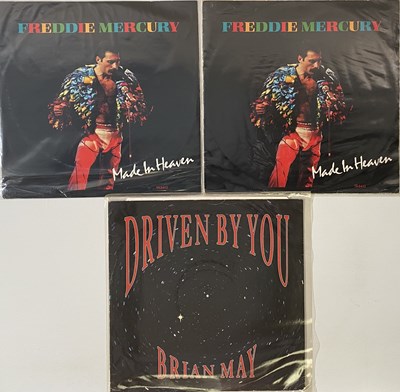 FREDDIE MERCURY
Made In Heaven
FREDDIE MERCURY
Made In Heaven
DRIVEN BY YOU
BRIAN MAY